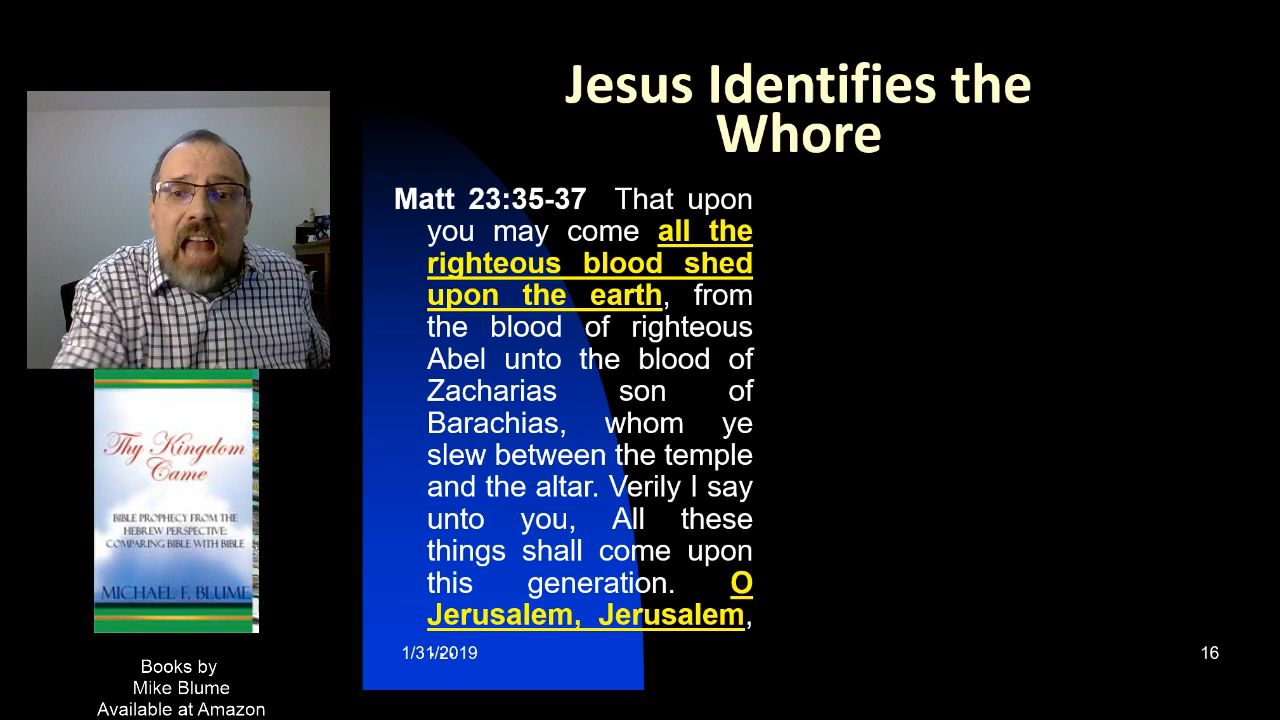 Jesus Identifies the
Whore
Matt 23:35-37 That upon
you may come all the
righteous blood shed
upon the earth, from
the blood of righteous
Abel unto the blood of
Zacharias son of
Barachias, whom ye
slew between the temple
and the altar. Verily I say
unto you, All these
things shall come upon
this generation. O
Jerusalem, Jerusalem,
1/31/2019
16
Thy Kingdom
Came
BIBLE PROPHECY FROM THE
HEBREW PERSPECTIVE:
COMPARING BIBLE WITH BIBLE
MICHAEL F. BLUME
Books by
Mike Blume
Available at Amazon